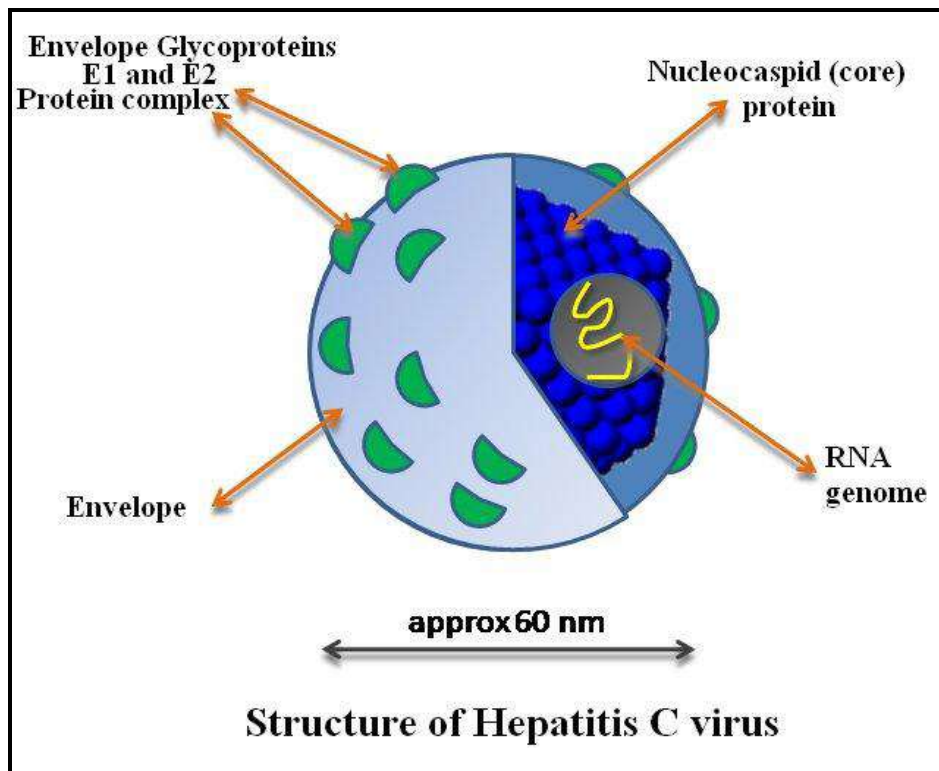 Envelope Glycoproteins
E1 and E2
Protein complex
Nucleocaspid (core)
protein
RNA
genome
Envelope
approx 60 nm
Structure of Hepatitis C virus